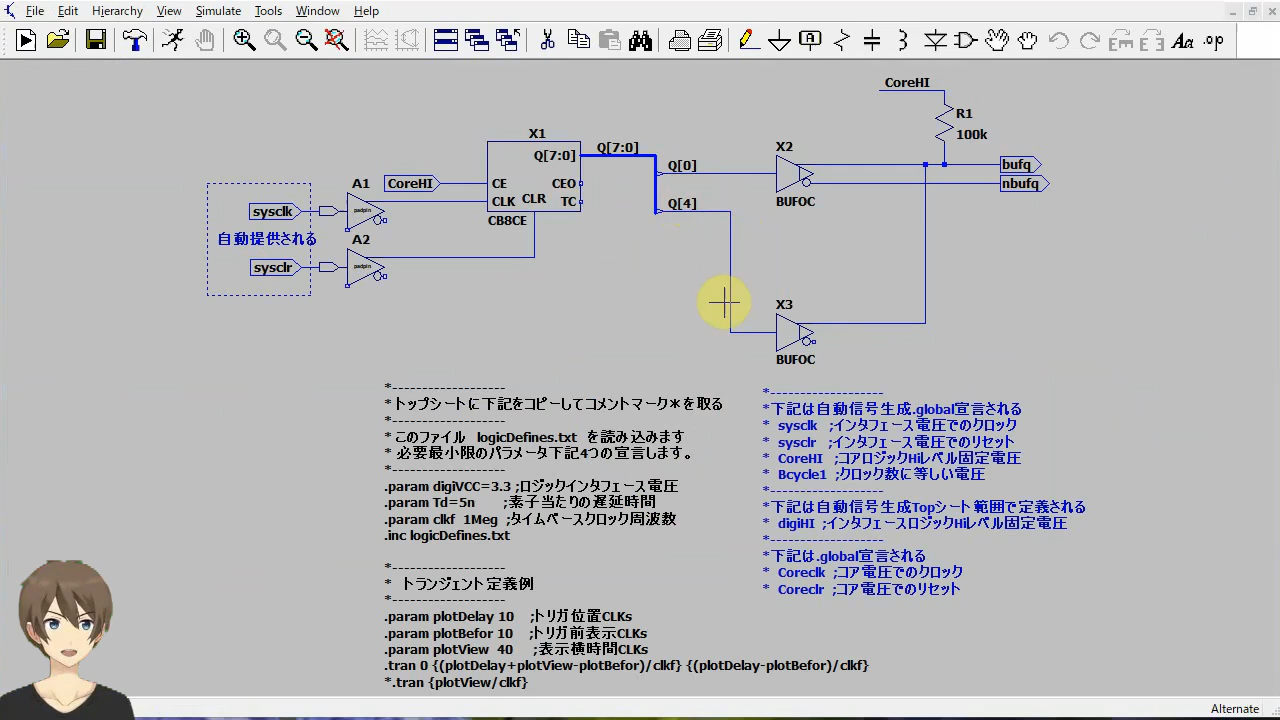 File Edit Hierarchy View Simulate Tools Window Help
CoreHI
R1
100k
X1
Q[7:0]
Q[7:0]
CE
CEO
CLK
CLR
TC
CB8CE
CoreHI
A1
sysclk
padpin
自動提供される
A2
sysclr
padpin
Q[0]
Q[4]
X2
BUFOC
bufq
nbufq
X3
BUFOC
*-------------------
*トップシートに下記をコピーしてコメントマーク＊を取る
*-------------------
* このファイル logicDefines.txt を読み込みます
* 必要最小限のパラメータ下記4つの宣言します。
*-------------------
.param digiVCC=3.3 ;ロジックインタフェース電圧
.param Td=5n ;素子当たりの遅延時間
.param clkf 1Meg ;タイムベースクロック周波数
.inc logicDefines.txt
*-------------------
* トランジェント定義例
*-------------------
.param plotDelay 10 ;トリガ位置CLKs
.param plotBefor 10 ;トリガ前表示CLKs
.param plotView 40 ;表示横時間CLKs
.tran 0 {(plotDelay+plotView-plotBefor)/clkf} {(plotDelay-plotBefor)/clkf}
*.tran {plotView/clkf}
*-------------------
*下記は自動信号生成.global宣言される
* sysclk ;インタフェース電圧でのクロック
* sysclr ;インタフェース電圧でのリセット
* CoreHI ;コアロジックHiレベル固定電圧
* Bcycle1 ;クロック数に等しい電圧
*-------------------
*下記は自動信号生成Topシート範囲で定義される
* digiHI ;インタフェースロジックHiレベル固定電圧
*-------------------
*下記は.global宣言される
* Coreclk ;コア電圧でのクロック
* Coreclr ;コア電圧でのリセット
Alternate